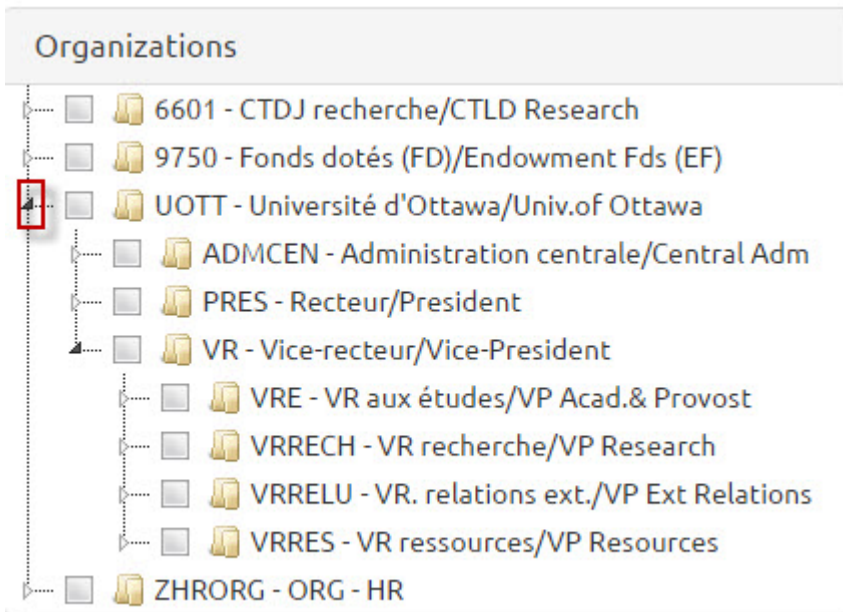 Organizations
6601 - CTDJ recherche/CTLD Research
9750 - Fonds dotés (FD)/Endowment Fds (EF)
UOTT - Université d'Ottawa/Univ.of Ottawa
ADMCEN - Administration centrale/Central Adm
PRES - Recteur/President
VR - Vice-recteur/Vice-President
VRE - VR aux études/VP Acad.& Provost
VRRECH - VR recherche/VP Research
VRRELU - VR. relations ext./VP Ext Relations
VRRES - VR ressources/VP Resources
ZHRORG - ORG - HR